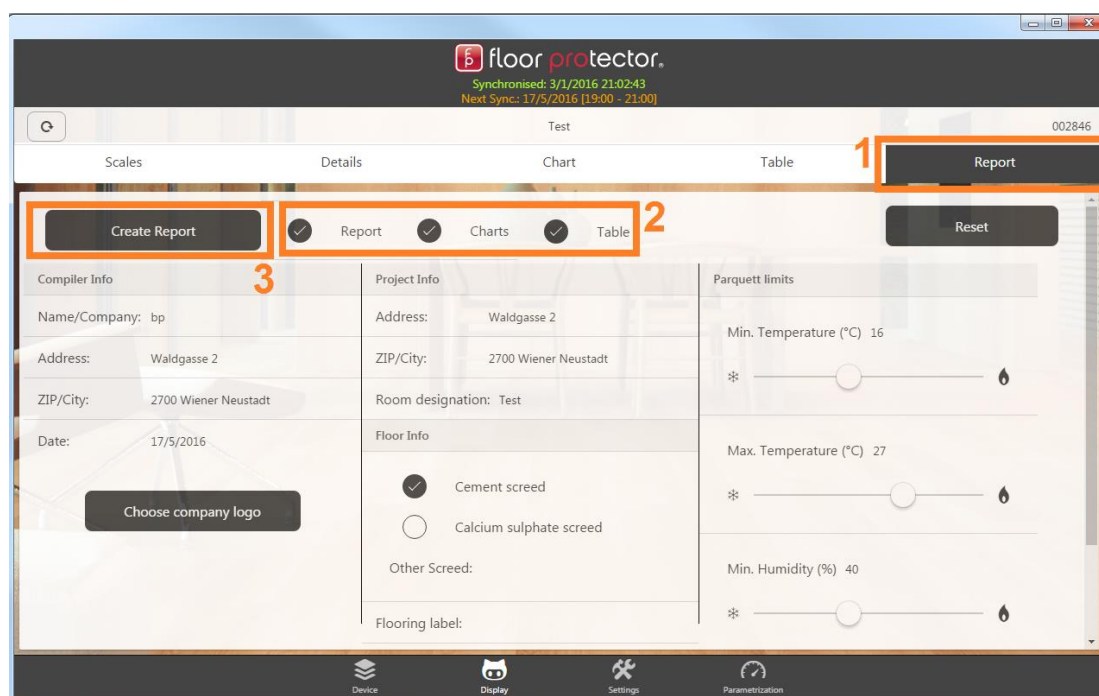 floor protector®
Synchronised: 3/1/2016 21:02:43
Next Sync.: 17/5/2016 [19:00 - 21:00]
Test 002846
Scales Details Chart Table 1 Report
Create Report Report Charts Table 2 Reset
3
Compiler Info Project Info Parquett limits
Name/Company: bp Address: Waldgasse 2
Min. Temperature (°C) 16
Address: Waldgasse 2 ZIP/City: 2700 Wiener Neustadt
ZIP/City: 2700 Wiener Neustadt Room designation: Test
Date: 17/5/2016 Floor Info
Max. Temperature (°C) 27
Cement screed
Choose company logo
Calcium sulphate screed
Other Screed: Min. Humidity (%) 40
Flooring label:
Device Display Settings Parametrization